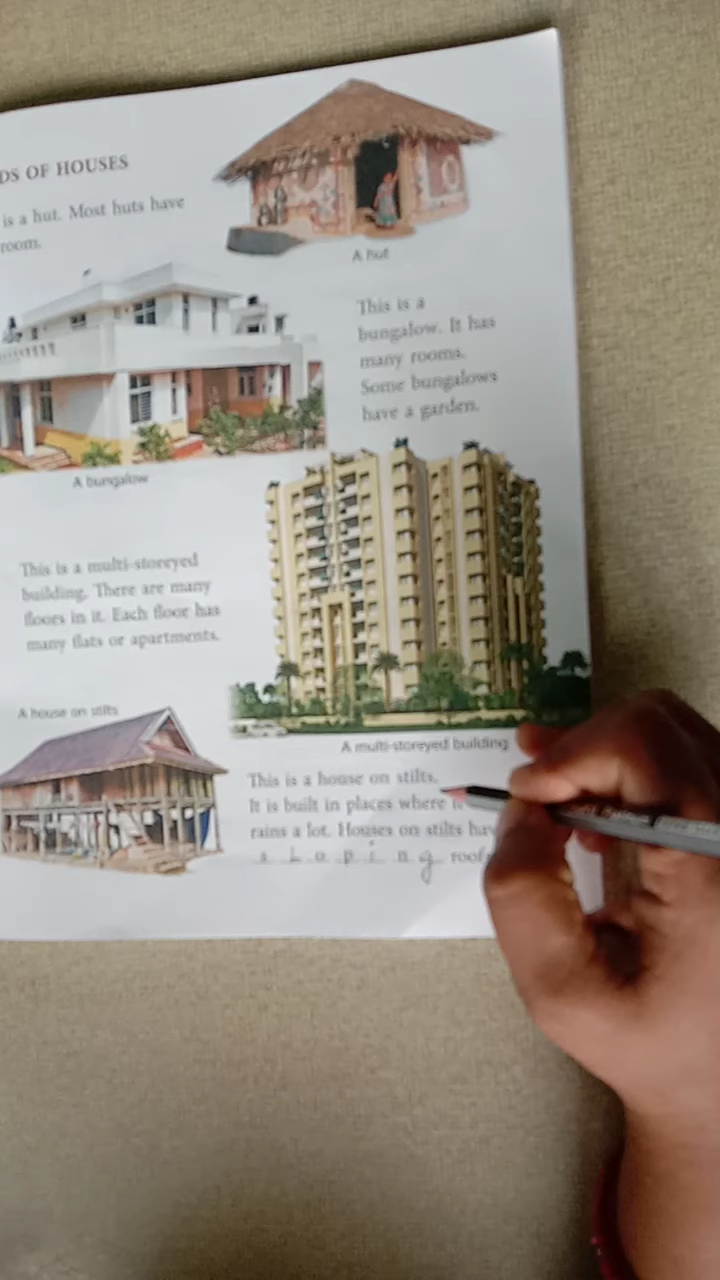 DS OF HOUSES
is a hut. Most huts have
room.
A hut
This is a
bungalow. It has
many rooms.
Some bungalows
have a garden.
A bungalow
This is a multi-storeyed
building. There are many
floors in it. Each floor has
many flats or apartments.
A multi-storeyed building
A house on stilts
This is a house on stilts.
It is built in places where
rains a lot. Houses on stilts hav
sloping roof